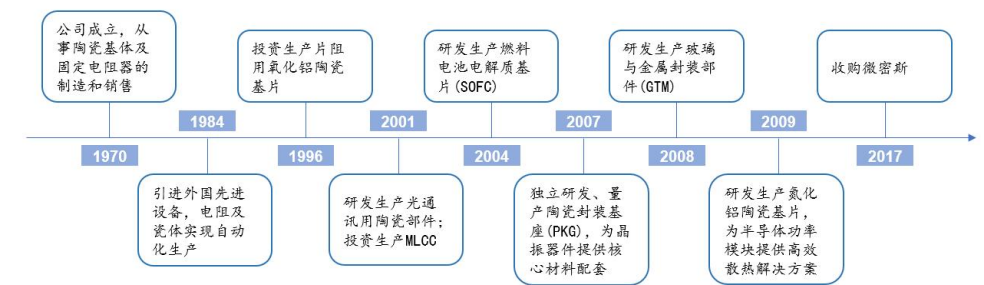 公司成立，从
事陶瓷基体及
固定电阻器的
制造和销售
投资生产片阻
用氧化铝陶瓷
基片
研发生产燃料
电池电解质基
片(SOFC)
研发生产玻璃
与金属封装部
件(GTM)
收购微密斯
1984
2001
2007
2009
1970
1996
2004
2008
2017
引进外国先进
设备，电阻及
瓷体实现自动
化生产
研发生产光通
讯用陶瓷部件；
投资生产MLCC
独立研发、量
产陶瓷封装基
座(PKG)，为晶
振器件提供核
心材料配套
研发生产氮化
铝陶瓷基片，
为半导体功率
模块提供高效
散热解决方案